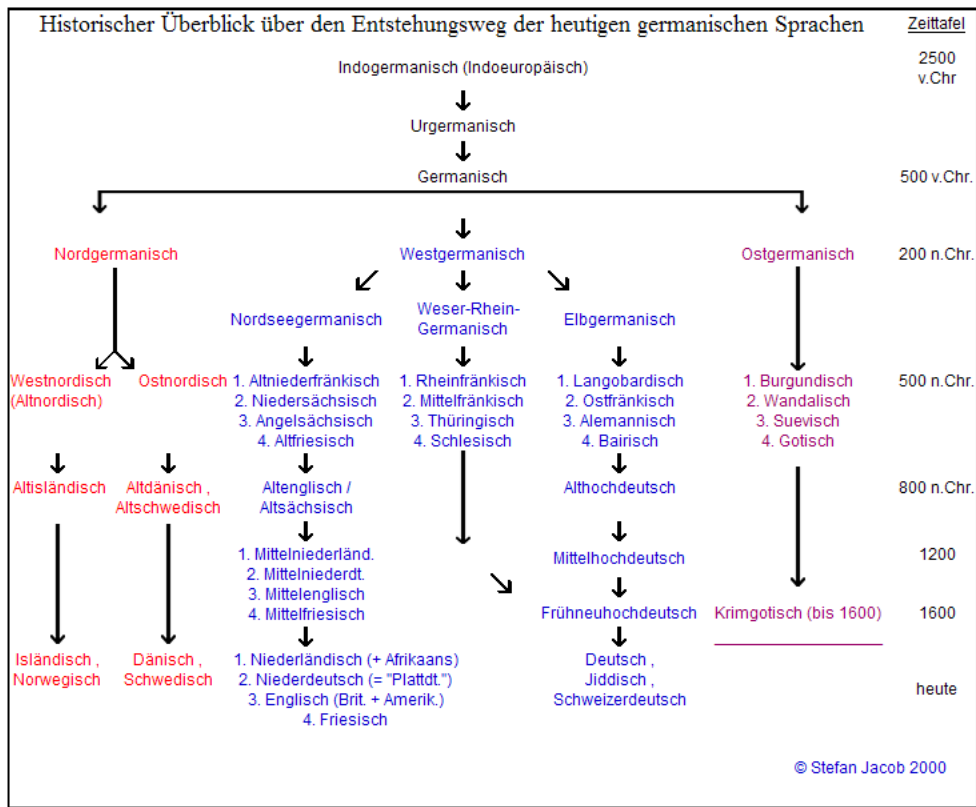 Historischer Überblick über den Entstehungsweg der heutigen germanischen Sprachen
Zeittafel
Indogermanisch (Indoeuropäisch)
2500
v.Chr
Urgermanisch
Germanisch
500 v.Chr.
Nordgermanisch
Westgermanisch
Ostgermanisch
200 n.Chr.
Nordseegermanisch
Weser-Rhein-
Germanisch
Elbgermanisch
Westnordisch
(Altnordisch)
Ostnordisch
1. Altniederfränkisch
2. Niedersächsisch
3. Angelsächsisch
4. Altfriesisch
1. Rheinfränkisch
2. Mittelfränkisch
3. Thüringisch
4. Schlesisch
1. Langobardisch
2. Ostfränkisch
3. Alemannisch
4. Bairisch
1. Burgundisch
2. Wandalisch
3. Suevisch
4. Gotisch
500 n.Chr.
Altisländisch
Altdänisch ,
Altschwedisch
Altenglisch /
Altsächsisch
Althochdeutsch
800 n.Chr.
1. Mittelniederländ.
2. Mittelniederdt.
3. Mittelenglisch
4. Mittelfriesisch
Mittelhochdeutsch
1200
Frühneuhochdeutsch
Krimgotisch (bis 1600)
1600
Isländisch ,
Norwegisch
Dänisch ,
Schwedisch
1. Niederländisch (+ Afrikaans)
2. Niederdeutsch (= "Plattdt.")
3. Englisch (Brit. + Amerik.)
4. Friesisch
Deutsch ,
Jiddisch ,
Schweizerdeutsch
heute
© Stefan Jacob 2000